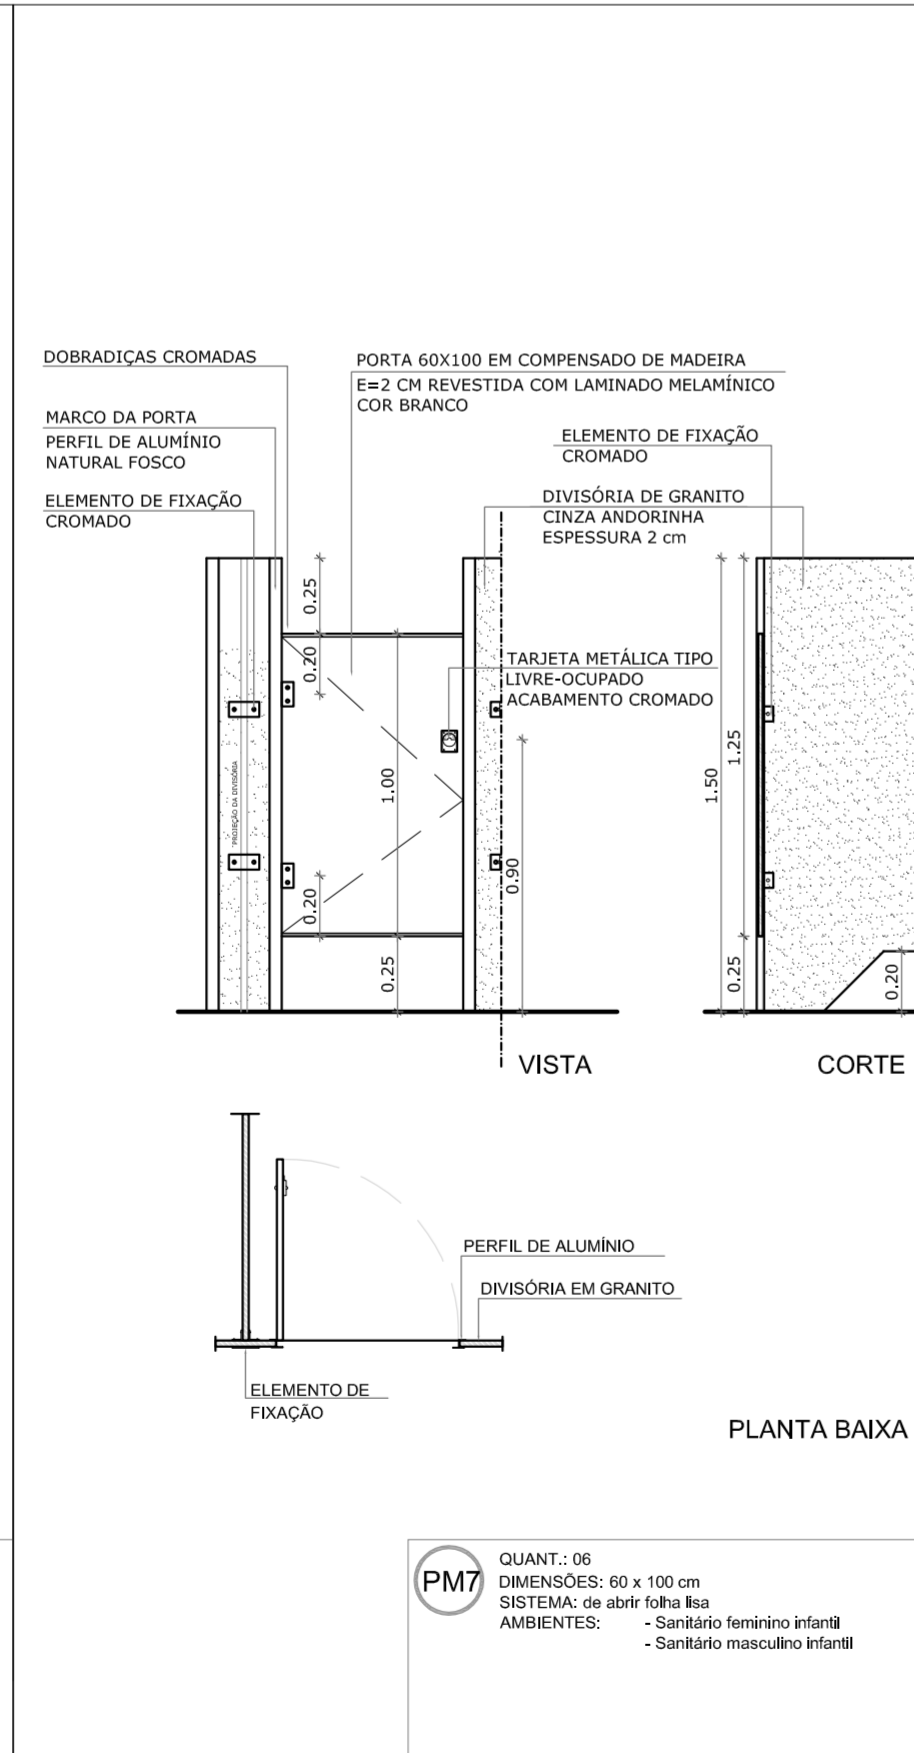 DOBRADIÇAS CROMADAS
MARCO DA PORTA
PERFIL DE ALUMÍNIO
NATURAL FOSCO
ELEMENTO DE FIXAÇÃO
CROMADO
PORTA 60X100 EM COMPENSADO DE MADEIRA
E=2 CM REVESTIDA COM LAMINADO MELAMÍNICO
COR BRANCO
ELEMENTO DE FIXAÇÃO
CROMADO
DIVISÓRIA DE GRANITO
CINZA ANDORINHA
ESPESSURA 2 cm
TARJETA METÁLICA TIPO
LIVRE-OCUPADO
ACABAMENTO CROMADO
0.25
0.20
1.00
0.20
0.25
0.90
PROJEÇÃO DA DIVISÓRIA
1.50
1.25
0.25
0.20
VISTA
CORTE
PERFIL DE ALUMÍNIO
DIVISÓRIA EM GRANITO
ELEMENTO DE
FIXAÇÃO
PLANTA BAIXA
PM7
QUANT.: 06
DIMENSÕES: 60 x 100 cm
SISTEMA: de abrir folha lisa
AMBIENTES: - Sanitário feminino infantil
- Sanitário masculino infantil